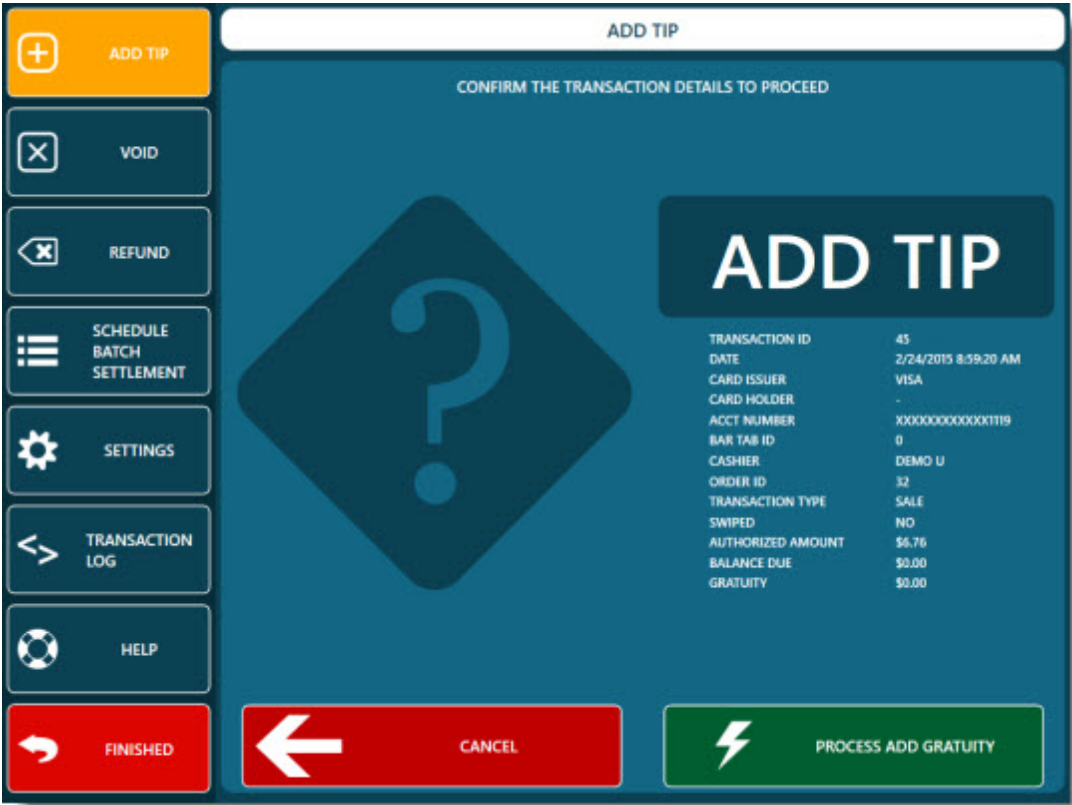 ADD TIP
VOID
REFUND
SCHEDULE
BATCH
SETTLEMENT
SETTINGS
TRANSACTION
LOG
HELP
FINISHED
ADD TIP
CONFIRM THE TRANSACTION DETAILS TO PROCEED
?
ADD TIP
TRANSACTION ID 45
DATE 2/24/2015 8:59:20 AM
CARD ISSUER VISA
CARD HOLDER -
ACCT NUMBER XXXXXXXXXXXX1119
BAR TAB ID 0
CASHIER DEMO U
ORDER ID 32
TRANSACTION TYPE SALE
SWIPED NO
AUTHORIZED AMOUNT $6.76
BALANCE DUE $0.00
GRATUITY $0.00
CANCEL
PROCESS ADD GRATUITY